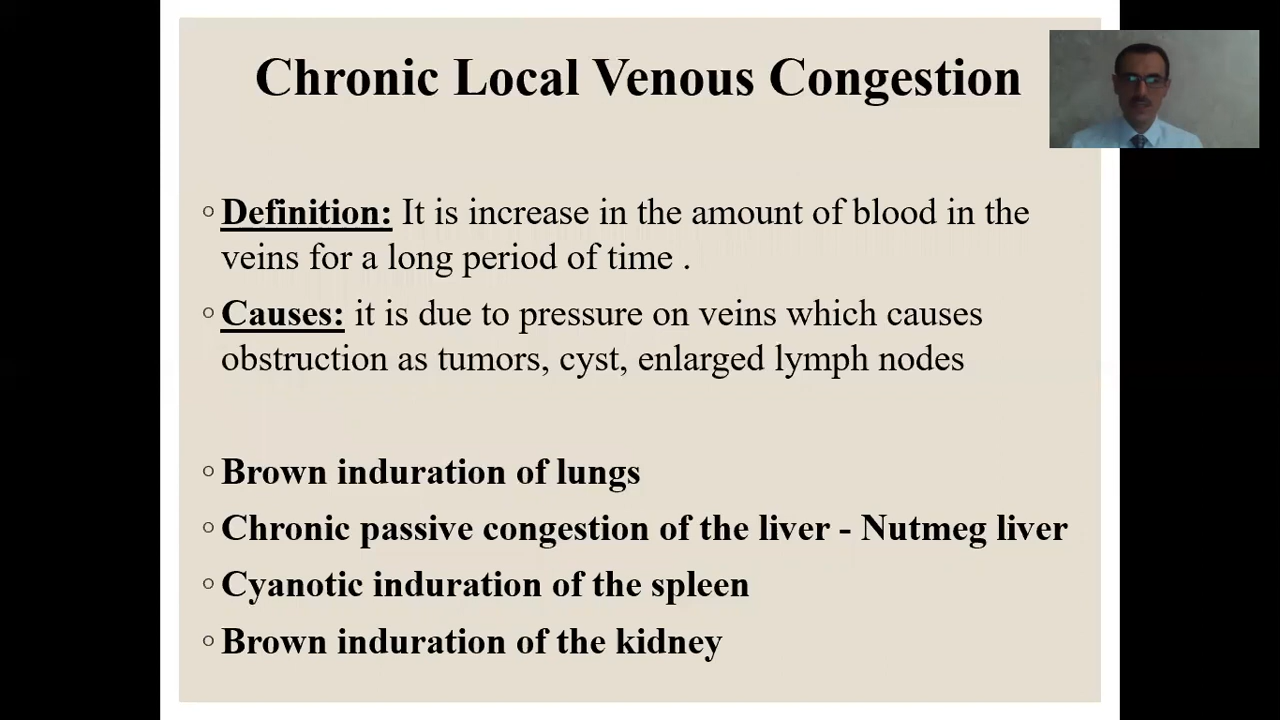 Chronic Local Venous Congestion
◦ Definition: It is increase in the amount of blood in the
veins for a long period of time .
◦ Causes: it is due to pressure on veins which causes
obstruction as tumors, cyst, enlarged lymph nodes
◦ Brown induration of lungs
◦ Chronic passive congestion of the liver - Nutmeg liver
◦ Cyanotic induration of the spleen
◦ Brown induration of the kidney